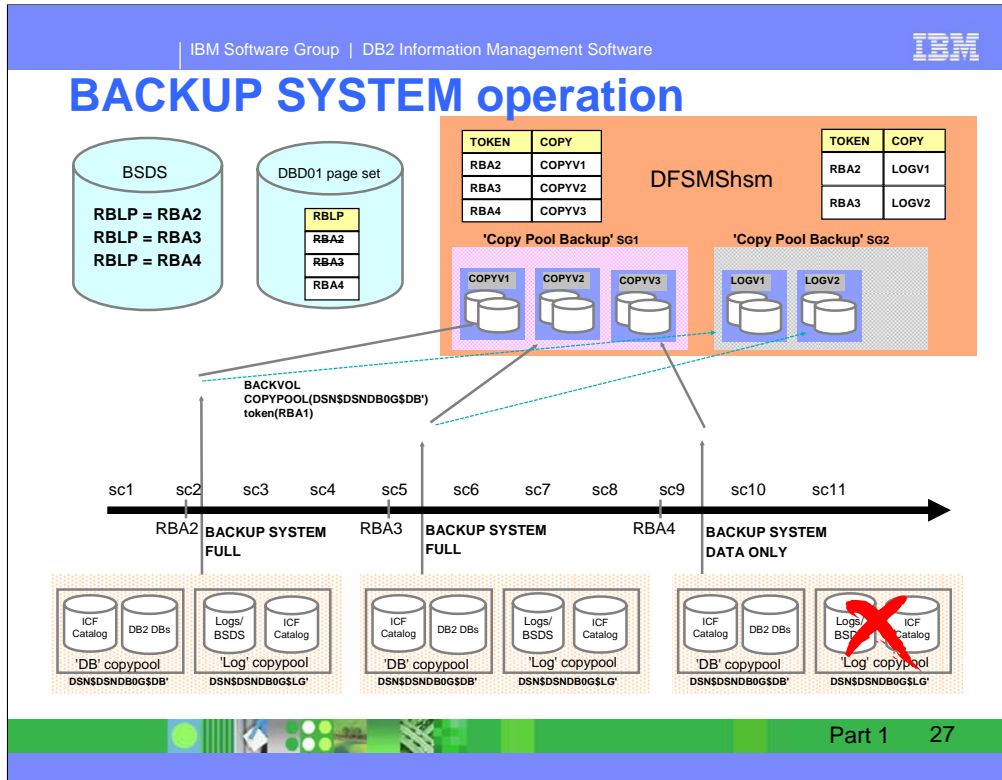 IBM Software Group | DB2 Information Management Software
IBM
BACKUP SYSTEM operation
BSDS
RBLP = RBA2
RBLP = RBA3
RBLP = RBA4
DBD01 page set
RBLP
RBA2
RBA3
RBA4
TOKEN COPY
RBA2 COPYV1
RBA3 COPYV2
RBA4 COPYV3
DFSMShsm
TOKEN COPY
RBA2 LOGV1
RBA3 LOGV2
'Copy Pool Backup' SG1
'Copy Pool Backup' SG2
COPYV1 COPYV2 COPYV3
LOGV1 LOGV2
BACKVOL
COPYPOOL(DSN$DSNDB0G$DB')
token(RBA1)
sc1 sc2 sc3 sc4 sc5 sc6 sc7 sc8 sc9 sc10 sc11
RBA2
BACKUP SYSTEM
FULL
RBA3
BACKUP SYSTEM
FULL
RBA4
BACKUP SYSTEM
DATA ONLY
ICF
Catalog
DB2 DBs
'DB' copypool
DSN$DSNDB0G$DB'
Logs/
BSDS
ICF
Catalog
'Log' copypool
DSN$DSNDB0G$LG'
ICF
Catalog
DB2 DBs
'DB' copypool
DSN$DSNDB0G$DB'
Logs/
BSDS
ICF
Catalog
'Log' copypool
DSN$DSNDB0G$LG'
ICF
Catalog
DB2 DBs
'DB' copypool
DSN$DSNDB0G$DB'
Logs/
BSDS
ICF
Catalog
'Log' copypool
DSN$DSNDB0G$LG'
Part 1 27